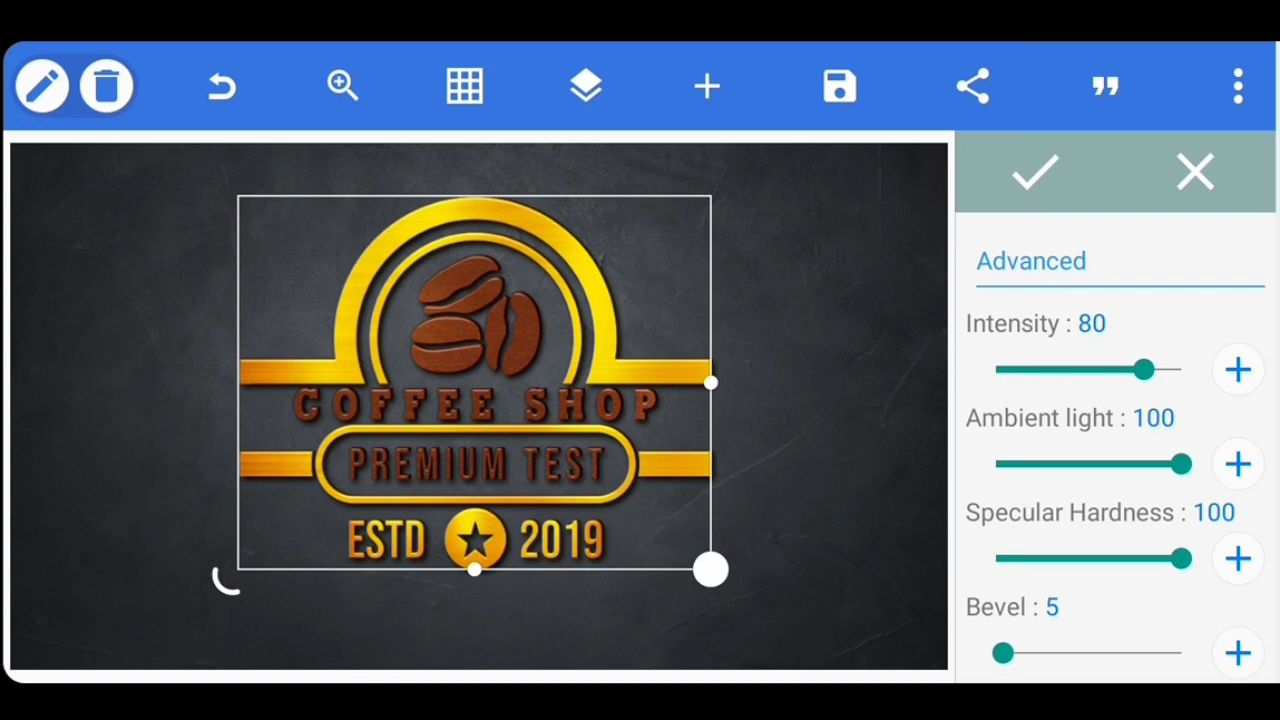 Advanced
Intensity : 80
Ambient light : 100
Specular Hardness : 100
Bevel : 5
COFFEE SHOP
PREMIUM TEST
ESTD 2019